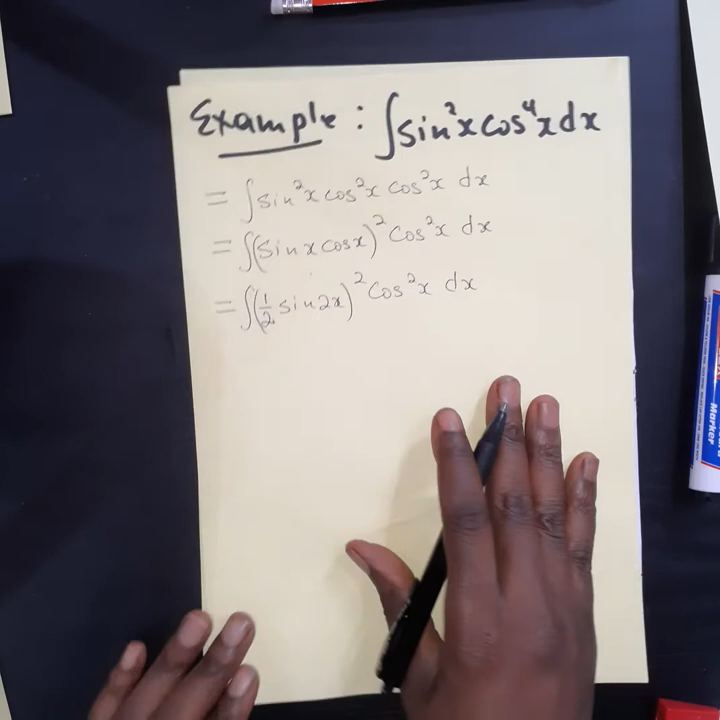 Example : ∫sin²x cos⁴x dx
= ∫sin²x cos²x cos²x dx
= ∫(sin x cos x)² cos²x dx
= ∫(1/2 sin 2x)² cos²x dx
Marker